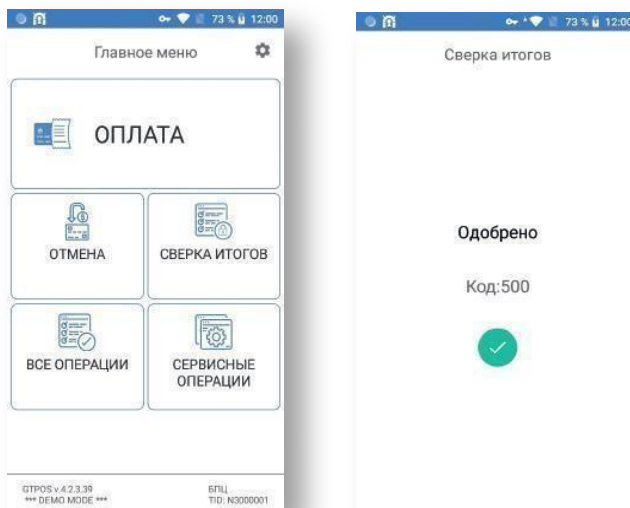 73 % 12:00
Главное меню
ОПЛАТА
ОТМЕНА
СВЕРКА ИТОГОВ
ВСЕ ОПЕРАЦИИ
СЕРВИСНЫЕ
ОПЕРАЦИИ
GTPOS v.4.2.3.39
*** DEMO MODE ***
БПЦ
TID: N3000001
73 % 12:00
Сверка итогов
Одобрено
Код:500